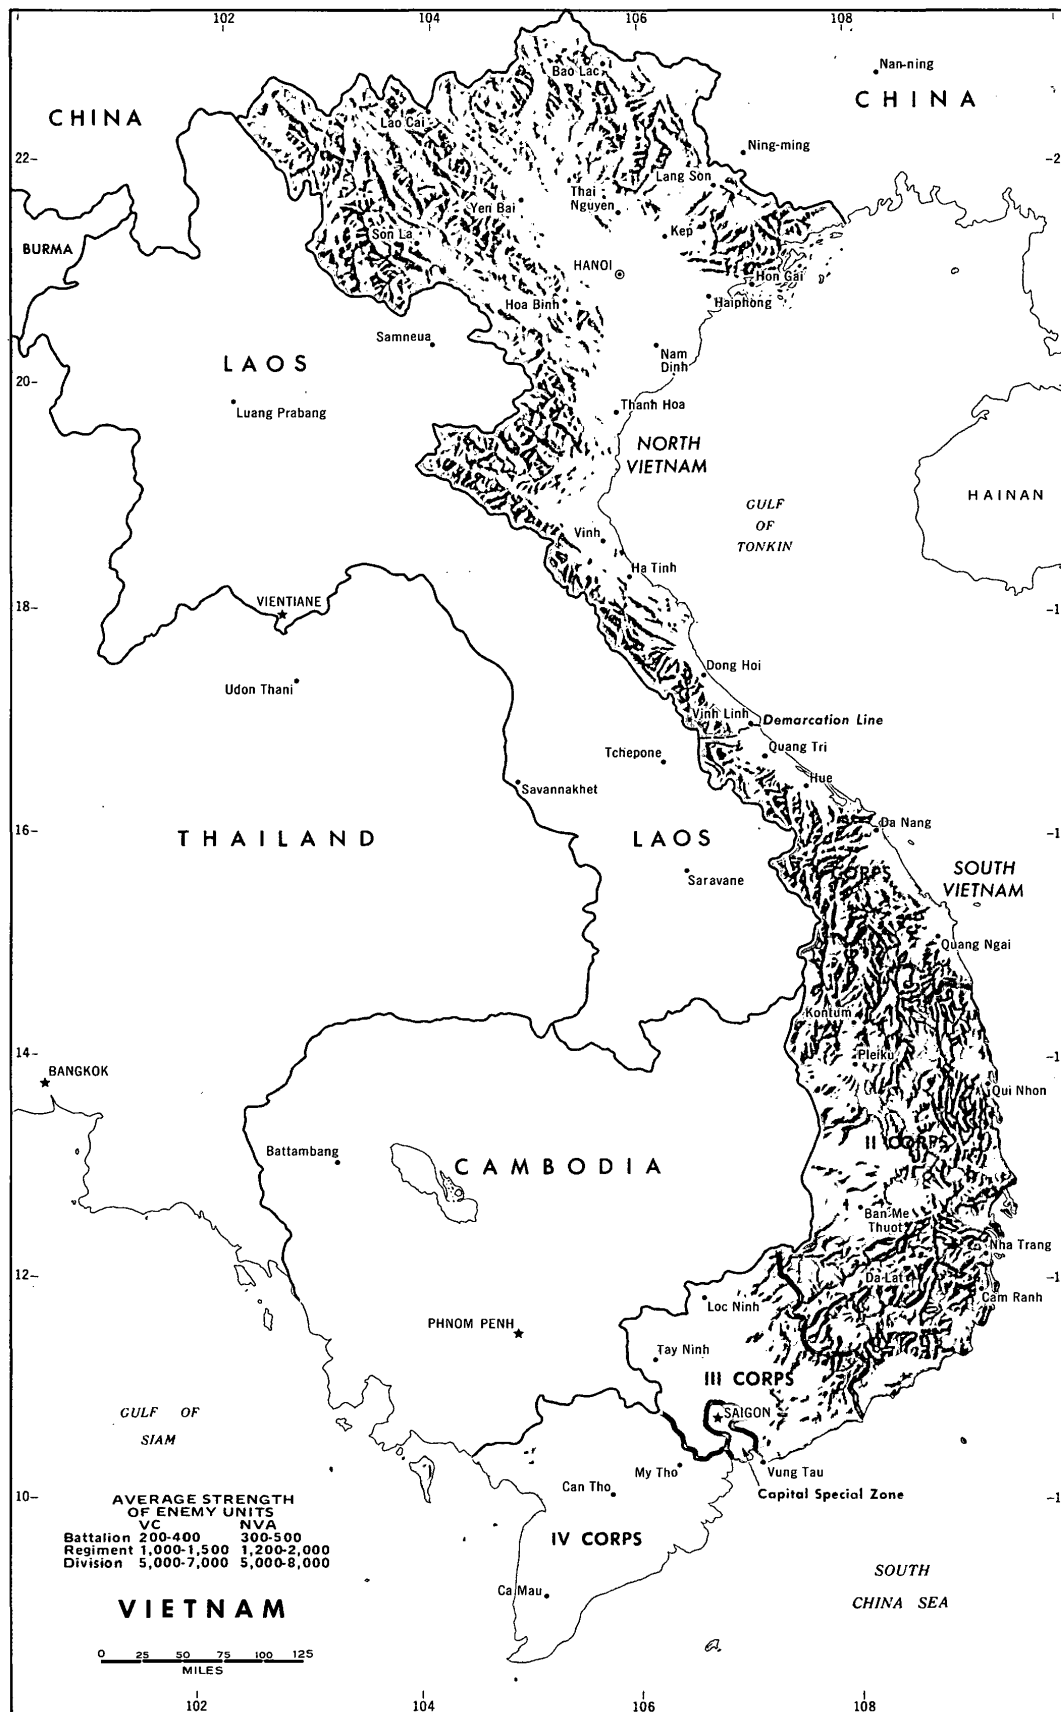 102
104
106
108
Bao Lac
Nan-ning
CHINA
CHINA
Lao Cai
Ning-ming
22
Lang Son
Thai
Nguyen
Yen Bai
Son La
Kep
BURMA
HANOI
Hon Gai
Hoa Binh
Haiphong
Samneua
Nam
Dinh
LAOS
20
Luang Prabang
Thanh Hoa
NORTH
VIETNAM
HAINAN
GULF
OF
TONKIN
Vinh
Ha Tinh
VIENTIANE
18
Dong Hoi
Udon Thani
Vinh Linh
Demarcation Line
Tchepone
Quang Tri
Hue
Savannakhet
Da Nang
16
THAILAND
LAOS
SOUTH
VIETNAM
CORPS
Saravane
Quang Ngai
Kontum
14
Pleiku
BANGKOK
Qui Nhon
II CORPS
Battambang
CAMBODIA
Ban Me
Thuot
Nha Trang
12
Da Lat
Cam Ranh
Loc Ninh
PHNOM PENH
Tay Ninh
III CORPS
SAIGON
GULF OF
SIAM
My Tho
Vung Tau
Can Tho
Capital Special Zone
10
AVERAGE STRENGTH
OF ENEMY UNITS
VC NVA
Battalion 200-400 300-500
Regiment 1,000-1,500 1,200-2,000
Division 5,000-7,000 5,000-8,000
IV CORPS
SOUTH
CHINA SEA
Ca Mau
VIETNAM
0 25 50 75 100 125
MILES
102
104
106
108